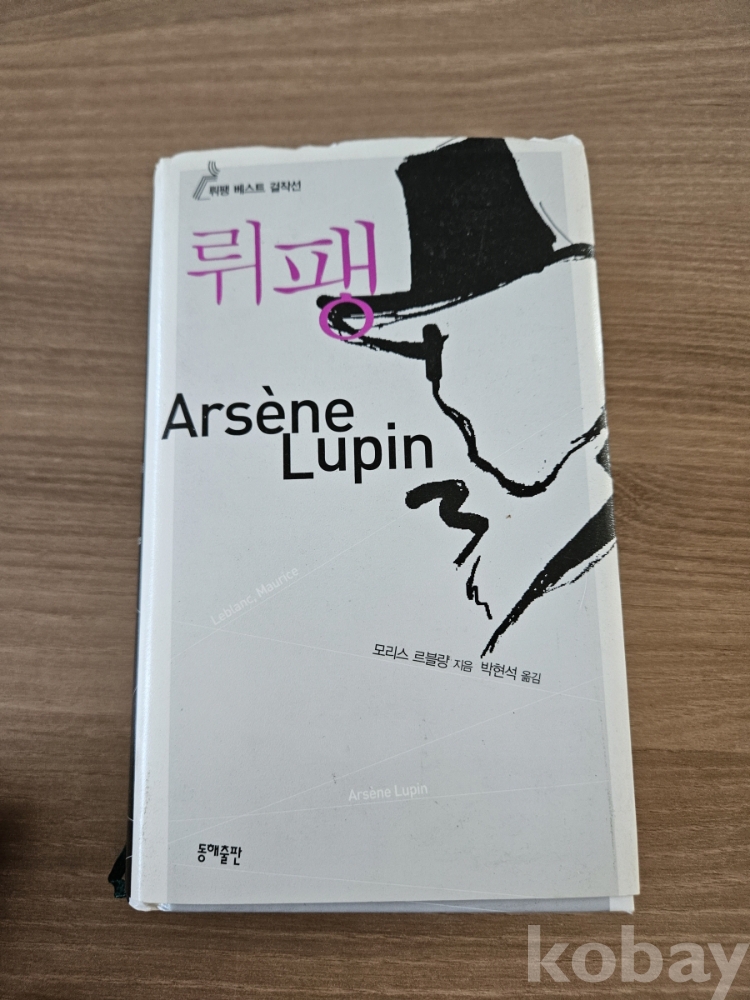 뤼팽 베스트 걸작선
뤼팽
Arsène
Lupin
Leblanc, Maurice
모리스 르블랑 지음 박현석 옮김
Arsène Lupin
동해출판
kobay